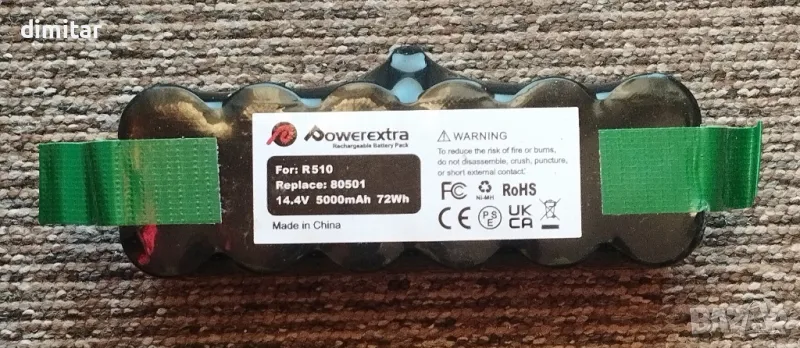 dimitar
Powerextra
Rechargeable Battery Pack
For: R510
Replace: 80501
14.4V 5000mAh 72Wh
Made in China
WARNING
To reduce the risk of fire or burns,
do not disassemble, crush, puncture,
or short external contact.
FC Ni-MH RoHS
CE PSE UKCA
BAZAR